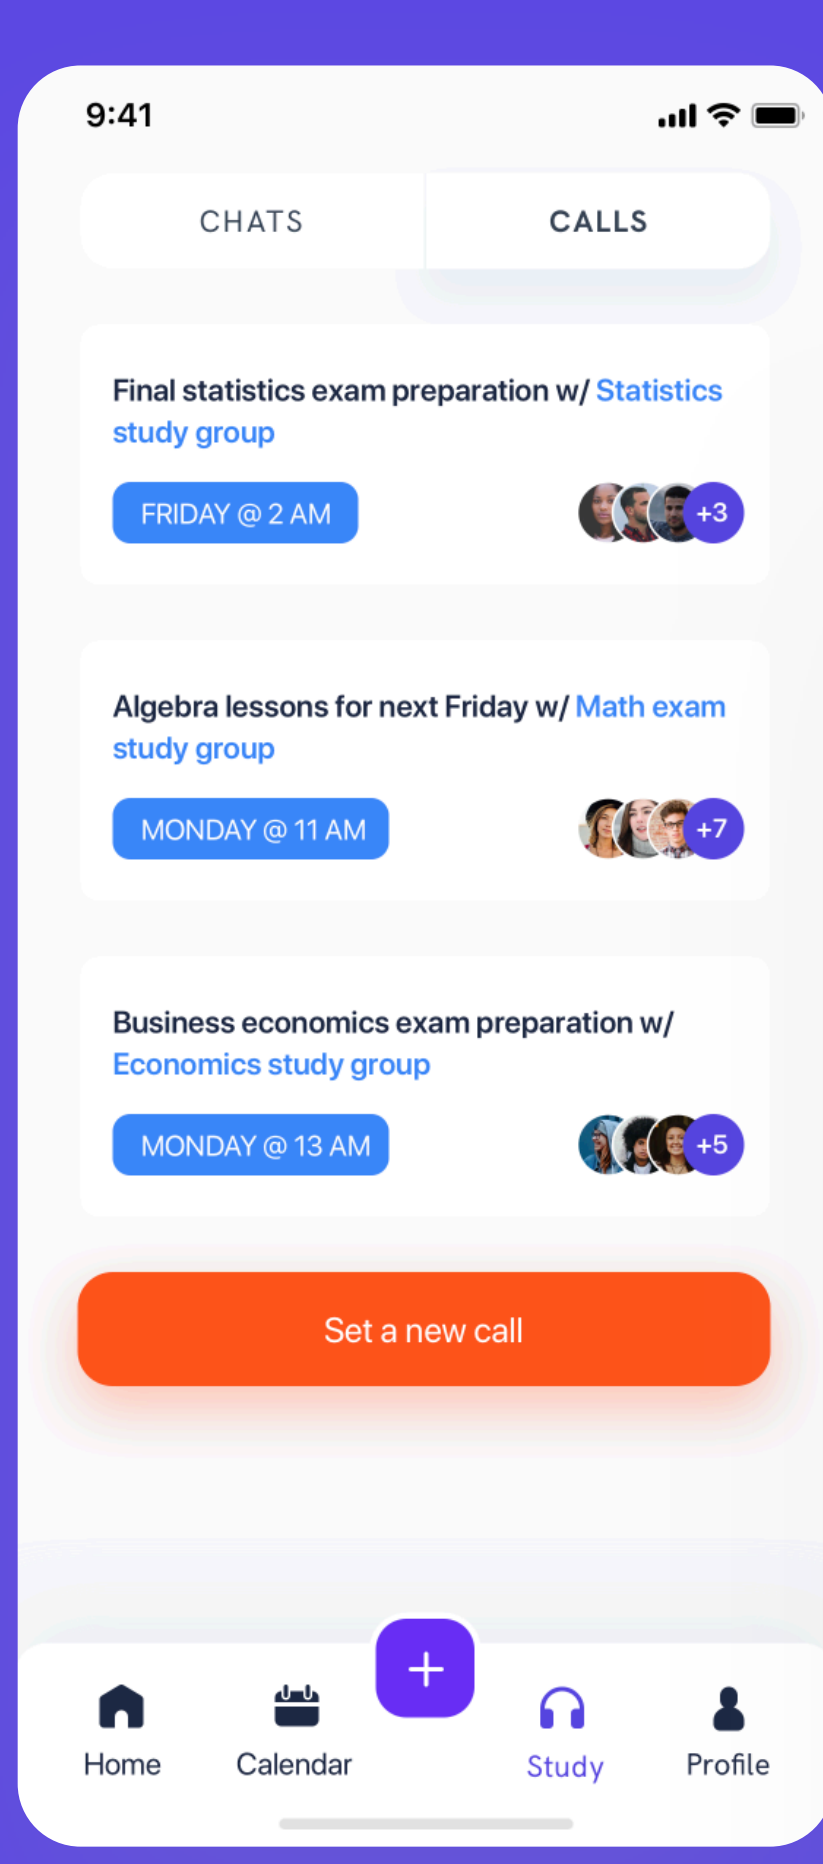 9:41
CHATS
CALLS
Final statistics exam preparation w/ Statistics
study group
FRIDAY @ 2 AM
+3
Algebra lessons for next Friday w/ Math exam
study group
MONDAY @ 11 AM
+7
Business economics exam preparation w/
Economics study group
MONDAY @ 13 AM
+5
Set a new call
+
Home
Calendar
Study
Profile